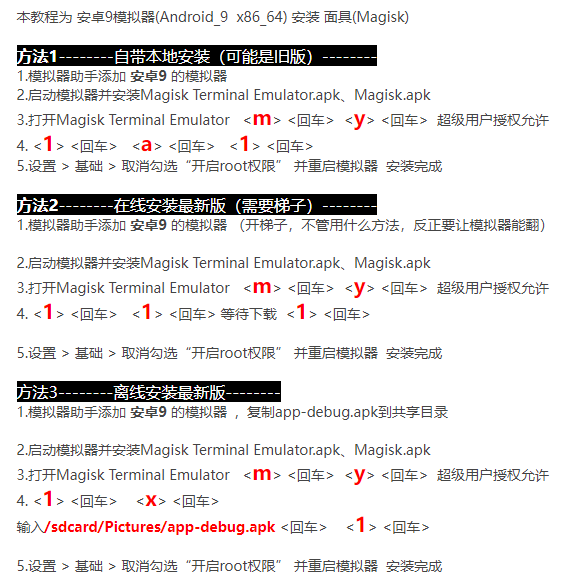 本教程为 安卓9模拟器(Android_9 x86_64) 安装 面具(Magisk)
方法1--------自带本地安装（可能是旧版）--------
1.模拟器助手添加 安卓9 的模拟器
2.启动模拟器并安装Magisk Terminal Emulator.apk、Magisk.apk
3.打开Magisk Terminal Emulator <m> <回车> <y> <回车> 超级用户授权允许
4. <1> <回车> <a> <回车> <1> <回车>
5.设置 > 基础 > 取消勾选“开启root权限” 并重启模拟器 安装完成
方法2--------在线安装最新版（需要梯子）--------
1.模拟器助手添加 安卓9 的模拟器 （开梯子，不管用什么方法，反正要让模拟器能翻）
2.启动模拟器并安装Magisk Terminal Emulator.apk、Magisk.apk
3.打开Magisk Terminal Emulator <m> <回车> <y> <回车> 超级用户授权允许
4. <1> <回车> <1> <回车> 等待下载 <1> <回车>
5.设置 > 基础 > 取消勾选“开启root权限” 并重启模拟器 安装完成
方法3--------离线安装最新版--------
1.模拟器助手添加 安卓9 的模拟器 ，复制app-debug.apk到共享目录
2.启动模拟器并安装Magisk Terminal Emulator.apk、Magisk.apk
3.打开Magisk Terminal Emulator <m> <回车> <y> <回车> 超级用户授权允许
4. <1> <回车> <x> <回车>
输入/sdcard/Pictures/app-debug.apk <回车> <1> <回车>
5.设置 > 基础 > 取消勾选“开启root权限” 并重启模拟器 安装完成